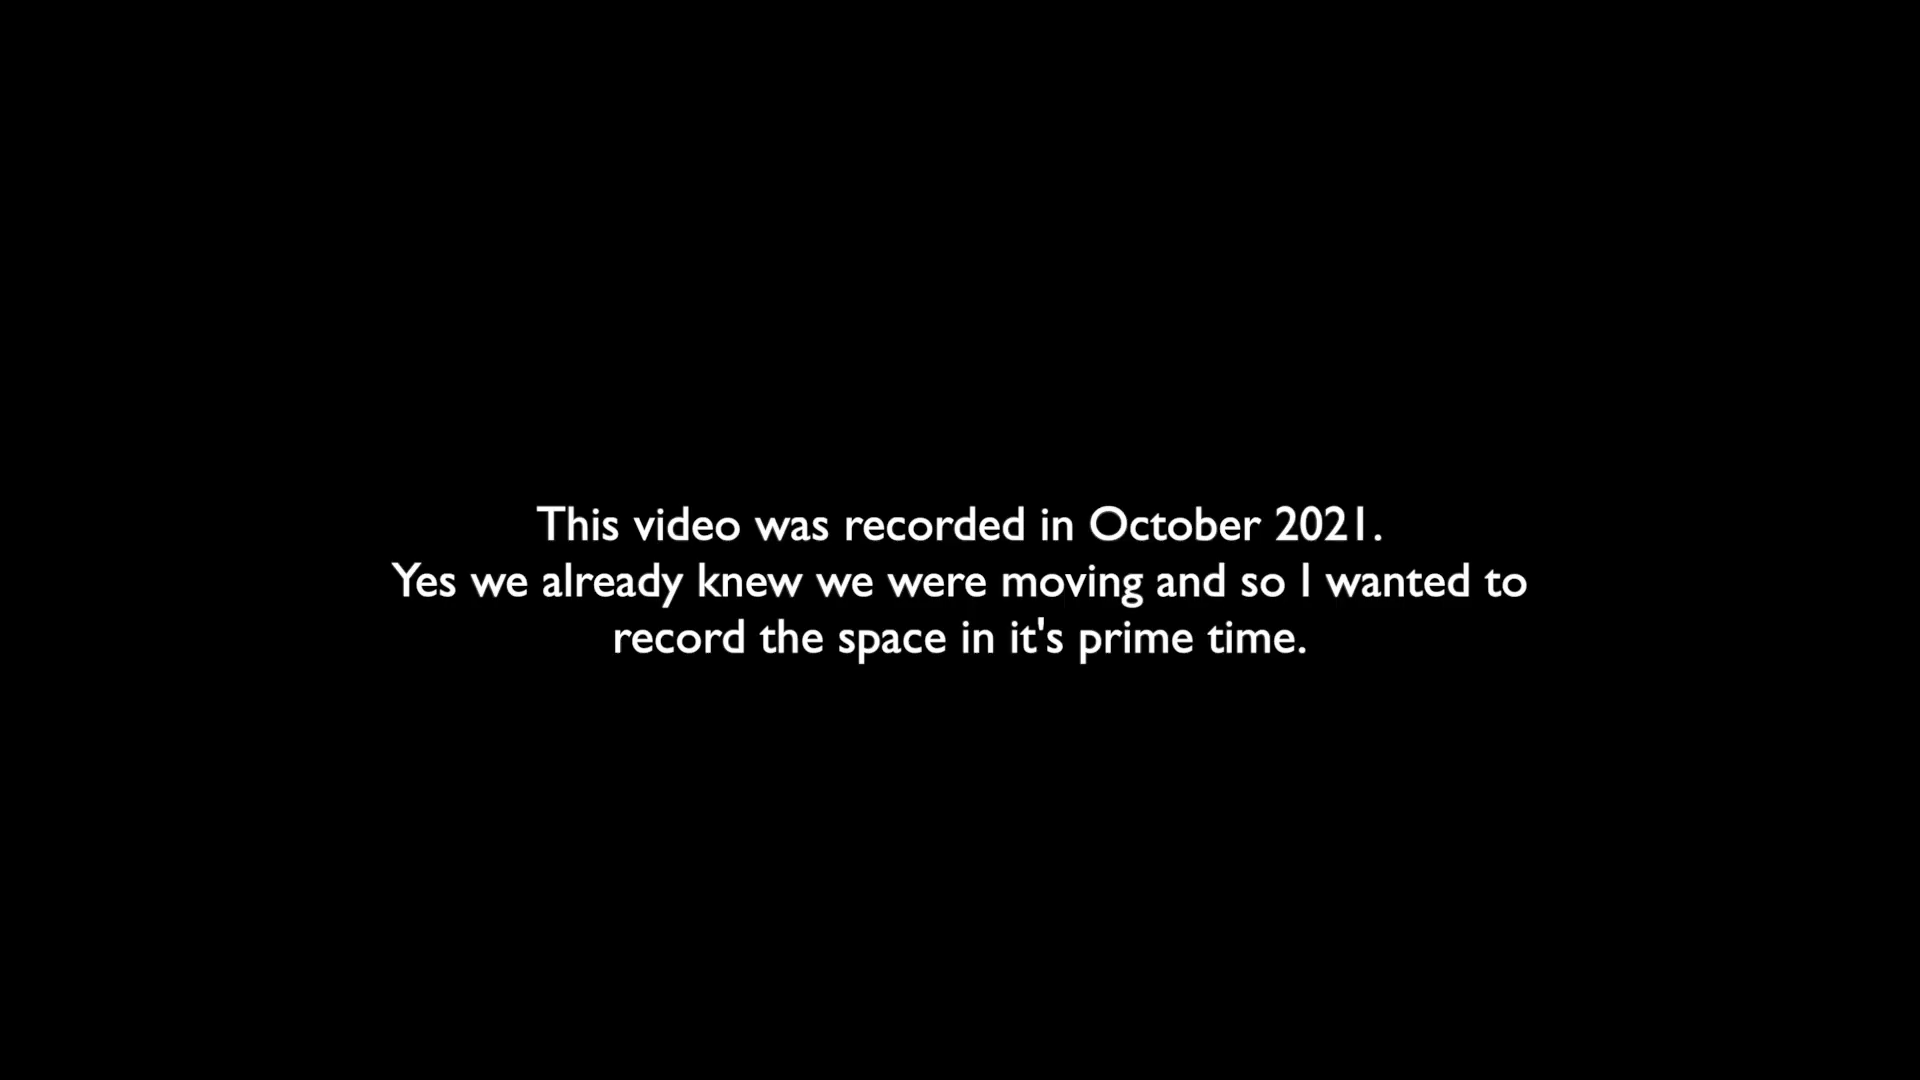 This video was recorded in October 2021.
Yes we already knew we were moving and so I wanted to
record the space in it's prime time.